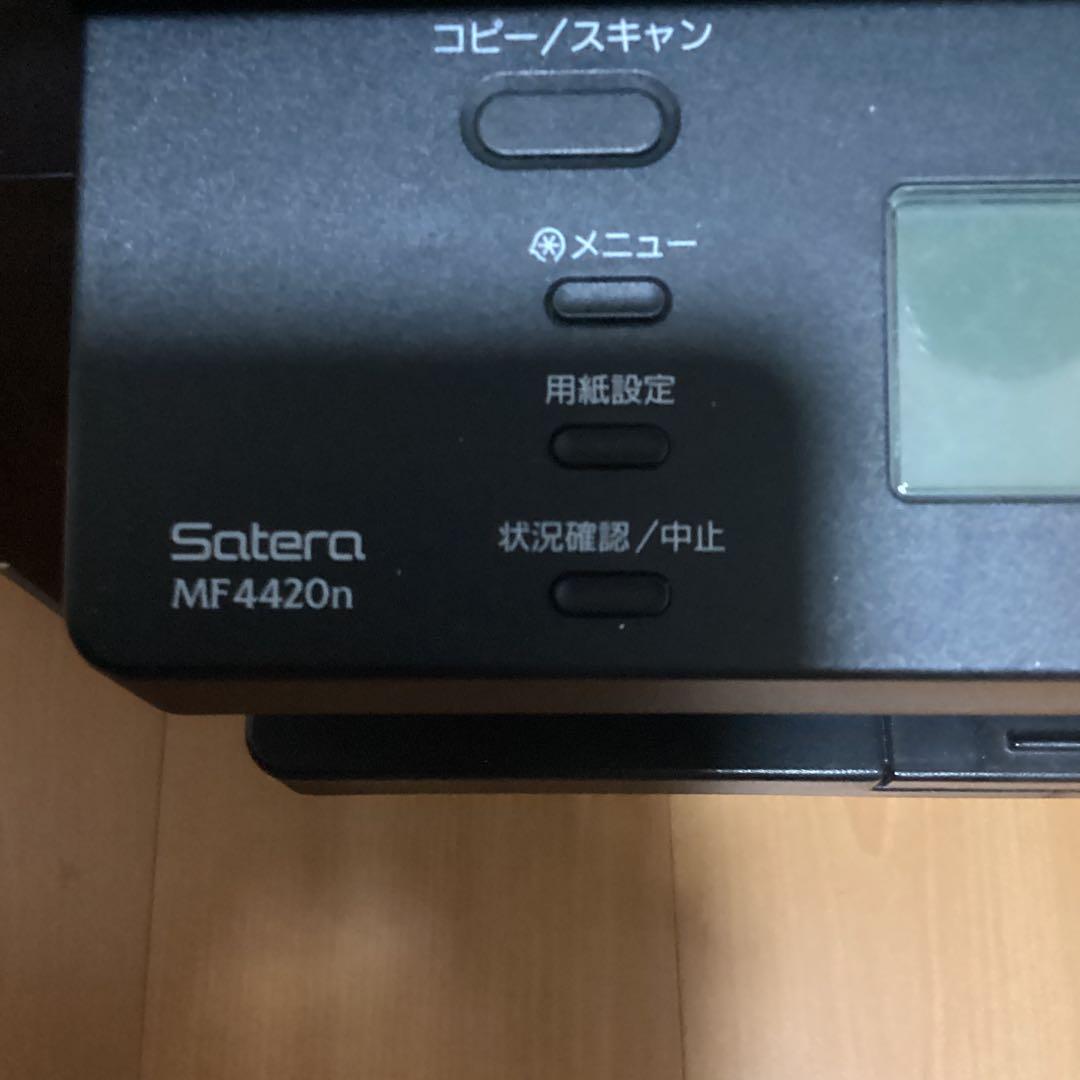 コピー/スキャン
メニュー
用紙設定
状況確認/中止
Satera
MF4420n